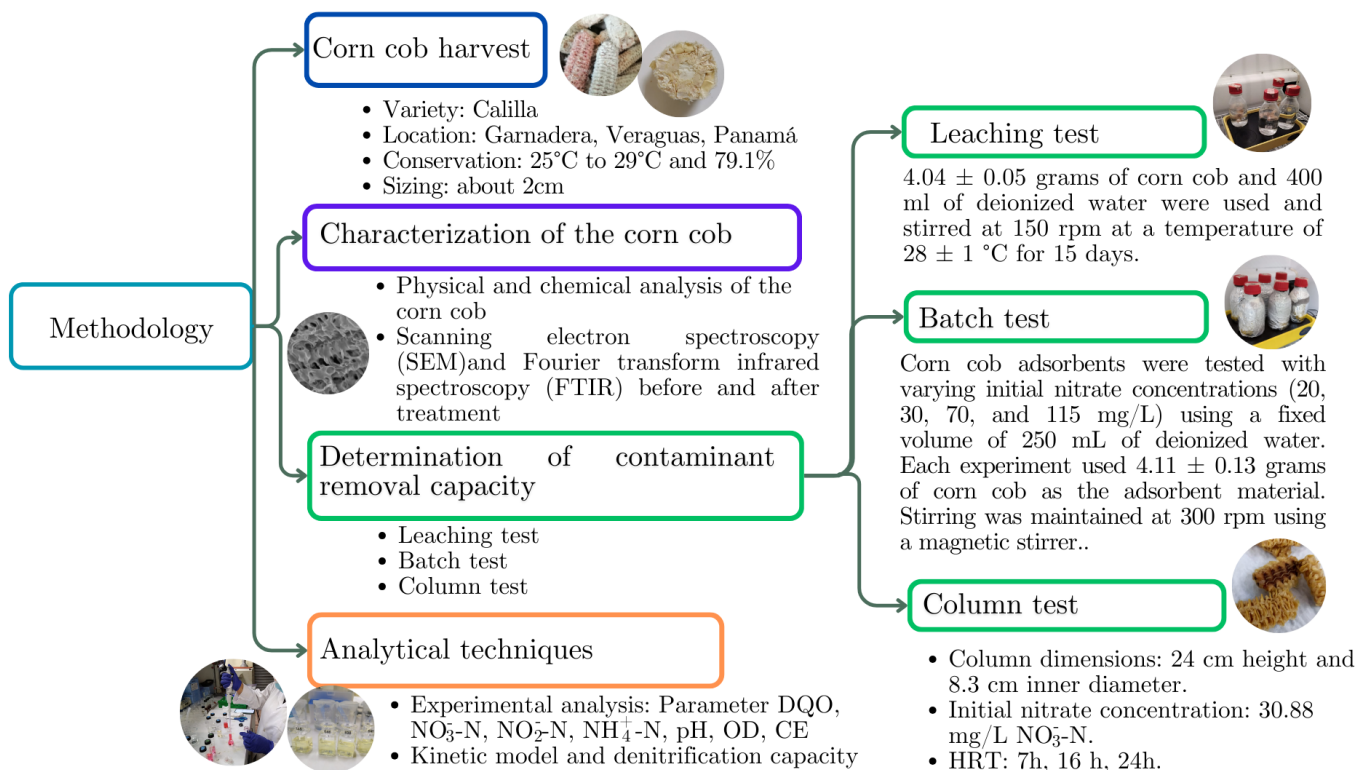 Methodology
Corn cob harvest
• Variety: Calilla
• Location: Garnadera, Veraguas, Panamá
• Conservation: 25°C to 29°C and 79.1%
• Sizing: about 2cm
Characterization of the corn cob
• Physical and chemical analysis of the
corn cob
• Scanning electron spectroscopy
(SEM)and Fourier transform infrared
spectroscopy (FTIR) before and after
treatment
Determination of contaminant
removal capacity
• Leaching test
• Batch test
• Column test
Analytical techniques
• Experimental analysis: Parameter DQO,
NO₃⁻-N, NO₂⁻-N, NH₄⁺-N, pH, OD, CE
• Kinetic model and denitrification capacity
Leaching test
4.04 ± 0.05 grams of corn cob and 400
ml of deionized water were used and
stirred at 150 rpm at a temperature of
28 ± 1 °C for 15 days.
Batch test
Corn cob adsorbents were tested with
varying initial nitrate concentrations (20,
30, 70, and 115 mg/L) using a fixed
volume of 250 mL of deionized water.
Each experiment used 4.11 ± 0.13 grams
of corn cob as the adsorbent material.
Stirring was maintained at 300 rpm using
a magnetic stirrer..
Column test
• Column dimensions: 24 cm height and
8.3 cm inner diameter.
• Initial nitrate concentration: 30.88
mg/L NO₃⁻-N.
• HRT: 7h, 16 h, 24h.